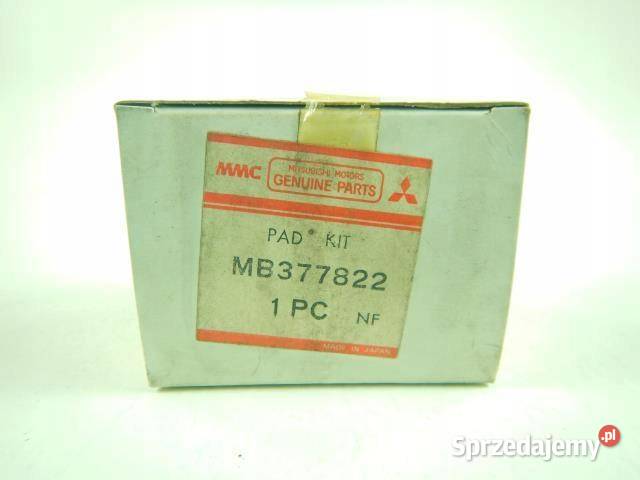 MMC
MITSUBISHI MOTORS
GENUINE PARTS
PAD KIT
MB377822
1 PC NF
MADE IN JAPAN
Sprzedajemy.pl